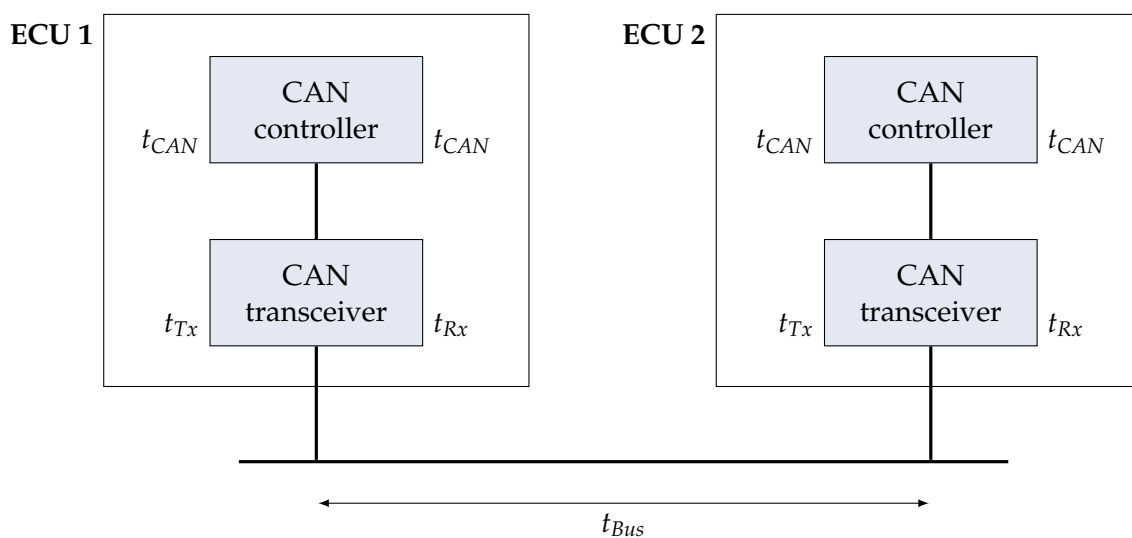 ECU 1
CAN
controller
t_CAN
t_CAN
CAN
transceiver
t_Tx
t_Rx
ECU 2
CAN
controller
t_CAN
t_CAN
CAN
transceiver
t_Tx
t_Rx
t_Bus